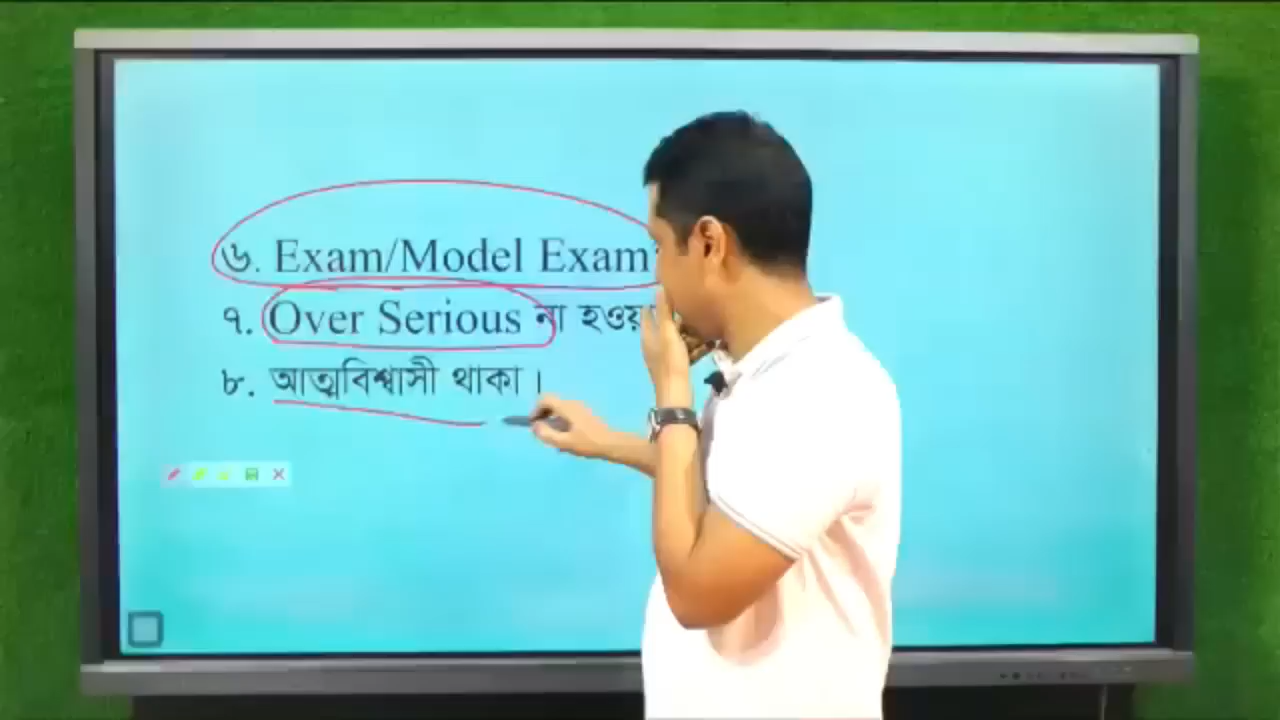 ৬. Exam/Model Exam
৭. Over Serious না হওয়া
৮. আত্মবিশ্বাসী থাকা।